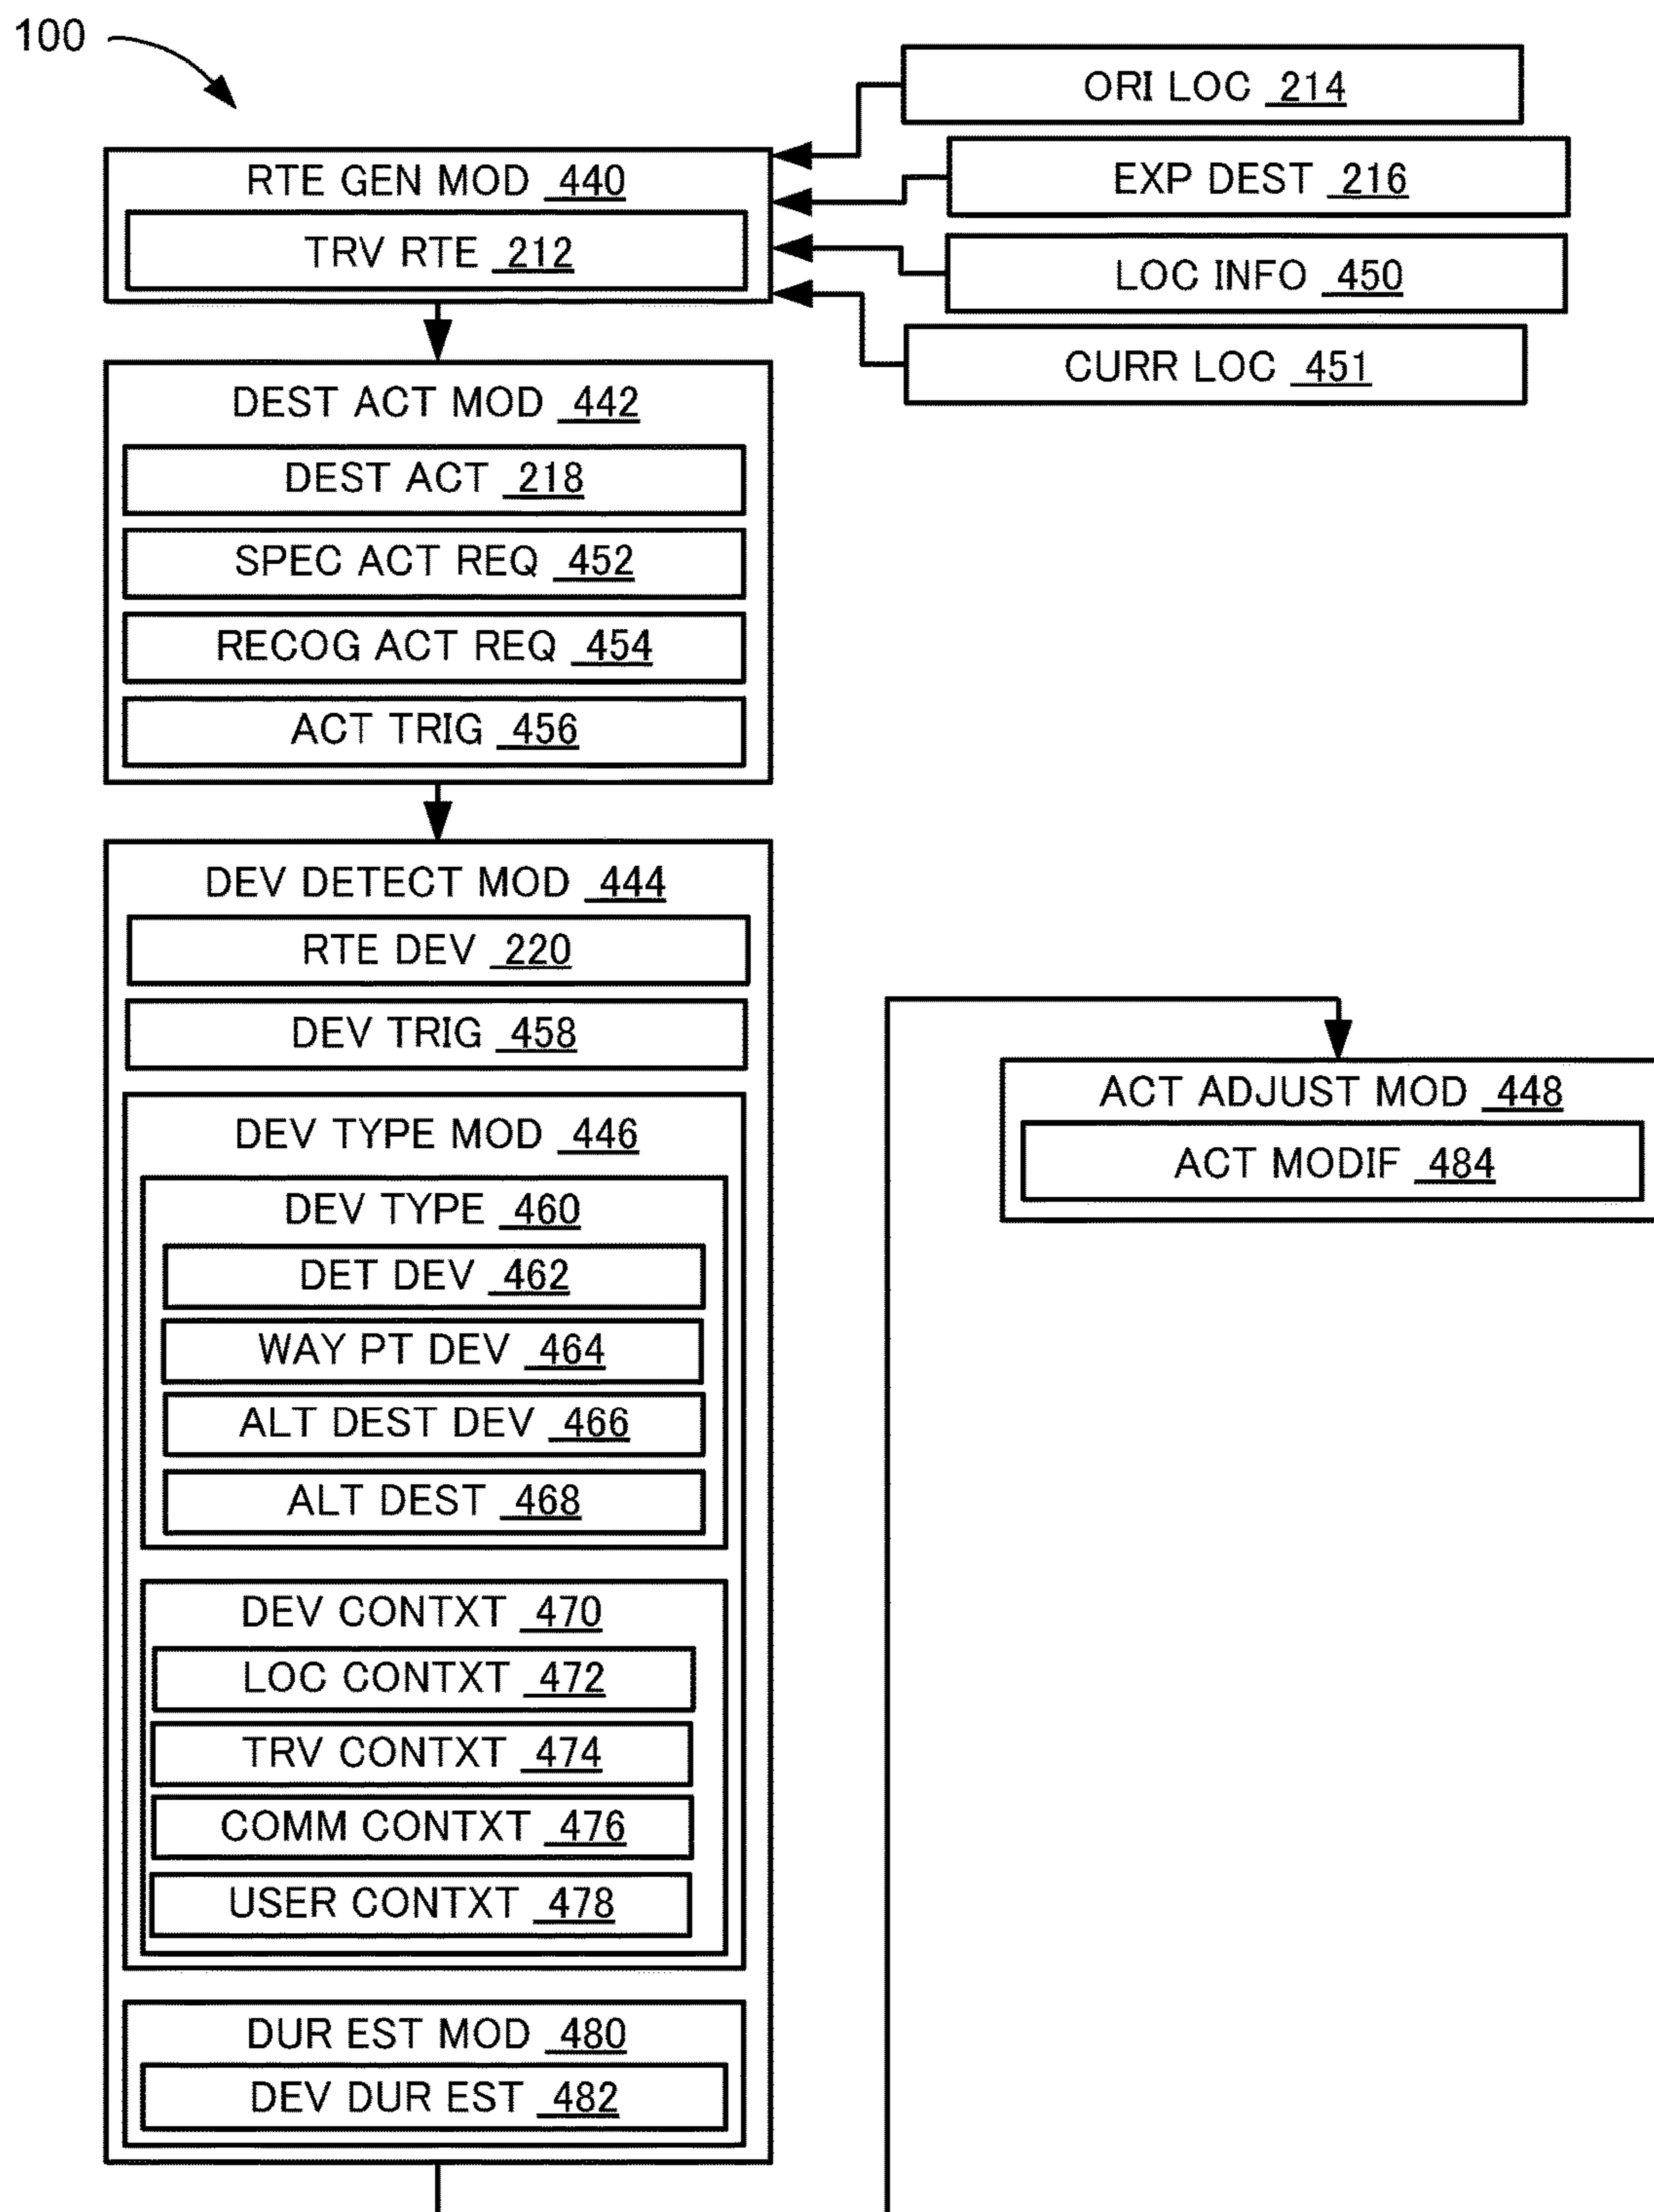 100
ORI LOC 214
RTE GEN MOD 440
EXP DEST 216
TRV RTE 212
LOC INFO 450
CURR LOC 451
DEST ACT MOD 442
DEST ACT 218
SPEC ACT REQ 452
RECOG ACT REQ 454
ACT TRIG 456
DEV DETECT MOD 444
RTE DEV 220
DEV TRIG 458
DEV TYPE MOD 446
DEV TYPE 460
DET DEV 462
WAY PT DEV 464
ALT DEST DEV 466
ALT DEST 468
DEV CONTXT 470
LOC CONTXT 472
TRV CONTXT 474
COMM CONTXT 476
USER CONTXT 478
DUR EST MOD 480
DEV DUR EST 482
ACT ADJUST MOD 448
ACT MODIF 484